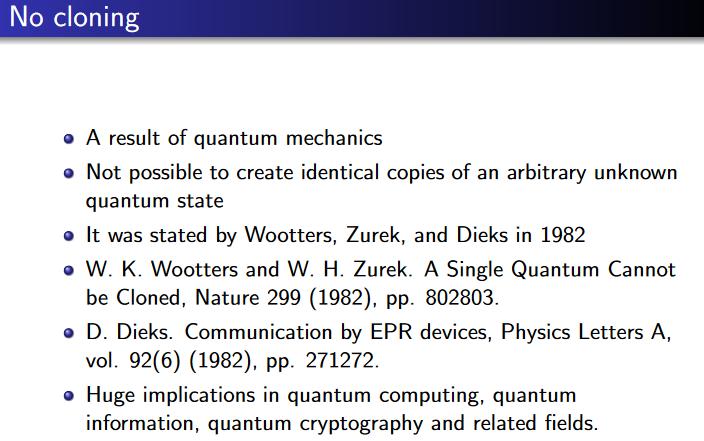 No cloning
A result of quantum mechanics
Not possible to create identical copies of an arbitrary unknown
quantum state
It was stated by Wootters, Zurek, and Dieks in 1982
W. K. Wootters and W. H. Zurek. A Single Quantum Cannot
be Cloned, Nature 299 (1982), pp. 802803.
D. Dieks. Communication by EPR devices, Physics Letters A,
vol. 92(6) (1982), pp. 271272.
Huge implications in quantum computing, quantum
information, quantum cryptography and related fields.